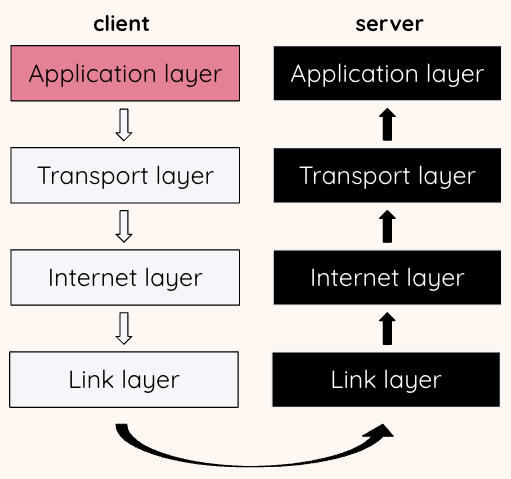 client
server
Application layer
Application layer
Transport layer
Transport layer
Internet layer
Internet layer
Link layer
Link layer